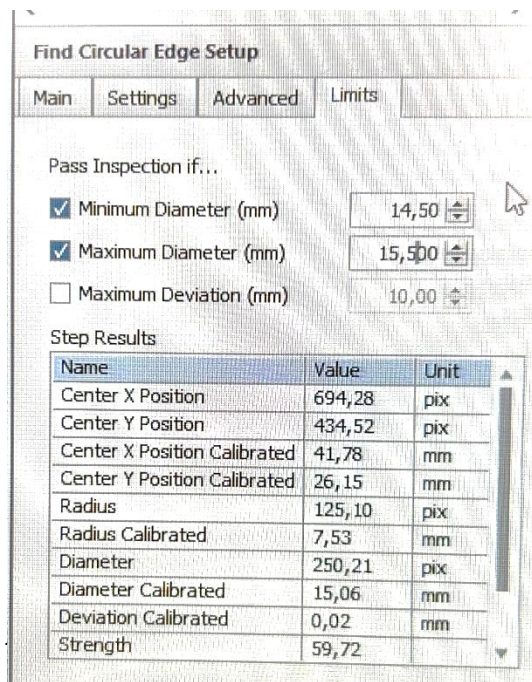 Find Circular Edge Setup
Main Settings Advanced Limits
Pass Inspection if...
Minimum Diameter (mm) 14,50
Maximum Diameter (mm) 15,500
Maximum Deviation (mm) 10,00
Step Results
Name Value Unit
Center X Position 694,28 pix
Center Y Position 434,52 pix
Center X Position Calibrated 41,78 mm
Center Y Position Calibrated 26,15 mm
Radius 125,10 pix
Radius Calibrated 7,53 mm
Diameter 250,21 pix
Diameter Calibrated 15,06 mm
Deviation Calibrated 0,02 mm
Strength 59,72